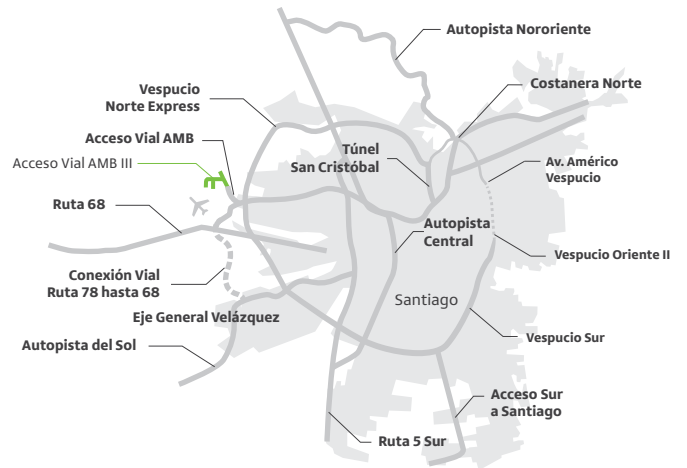 Autopista Nororiente
Costanera Norte
Vespucio
Norte Express
Acceso Vial AMB
Túnel
San Cristóbal
Acceso Vial AMB III
Av. Américo
Vespucio
Ruta 68
Autopista
Central
Vespucio Oriente II
Conexión Vial
Ruta 78 hasta 68
Santiago
Eje General Velázquez
Vespucio Sur
Autopista del Sol
Acceso Sur
a Santiago
Ruta 5 Sur